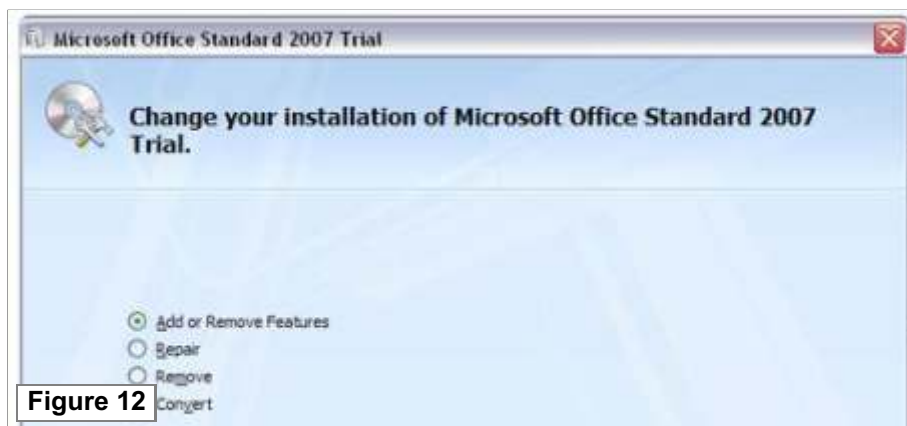 Microsoft Office Standard 2007 Trial
Change your installation of Microsoft Office Standard 2007
Trial.
Add or Remove Features
Repair
Remove
Convert
Figure 12